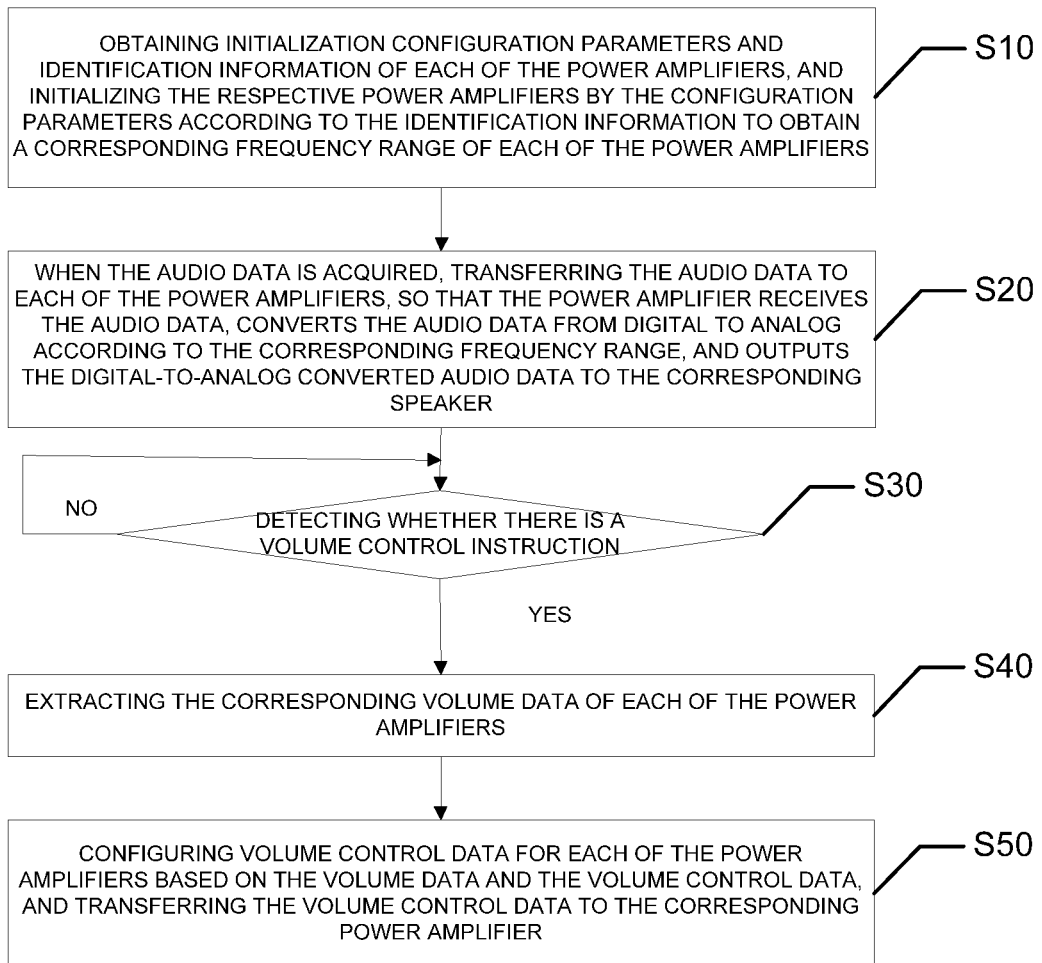 OBTAINING INITIALIZATION CONFIGURATION PARAMETERS AND
IDENTIFICATION INFORMATION OF EACH OF THE POWER AMPLIFIERS, AND
INITIALIZING THE RESPECTIVE POWER AMPLIFIERS BY THE CONFIGURATION
PARAMETERS ACCORDING TO THE IDENTIFICATION INFORMATION TO OBTAIN
A CORRESPONDING FREQUENCY RANGE OF EACH OF THE POWER AMPLIFIERS
S10
WHEN THE AUDIO DATA IS ACQUIRED, TRANSFERRING THE AUDIO DATA TO
EACH OF THE POWER AMPLIFIERS, SO THAT THE POWER AMPLIFIER RECEIVES
THE AUDIO DATA, CONVERTS THE AUDIO DATA FROM DIGITAL TO ANALOG
ACCORDING TO THE CORRESPONDING FREQUENCY RANGE, AND OUTPUTS
THE DIGITAL-TO-ANALOG CONVERTED AUDIO DATA TO THE CORRESPONDING
SPEAKER
S20
NO
DETECTING WHETHER THERE IS A
VOLUME CONTROL INSTRUCTION
S30
YES
EXTRACTING THE CORRESPONDING VOLUME DATA OF EACH OF THE POWER
AMPLIFIERS
S40
CONFIGURING VOLUME CONTROL DATA FOR EACH OF THE POWER
AMPLIFIERS BASED ON THE VOLUME DATA AND THE VOLUME CONTROL DATA,
AND TRANSFERRING THE VOLUME CONTROL DATA TO THE CORRESPONDING
POWER AMPLIFIER
S50